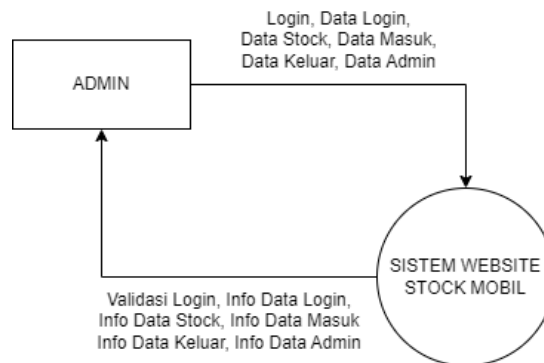 Login, Data Login,
Data Stock, Data Masuk,
Data Keluar, Data Admin
ADMIN
SISTEM WEBSITE
STOCK MOBIL
Validasi Login, Info Data Login,
Info Data Stock, Info Data Masuk
Info Data Keluar, Info Data Admin